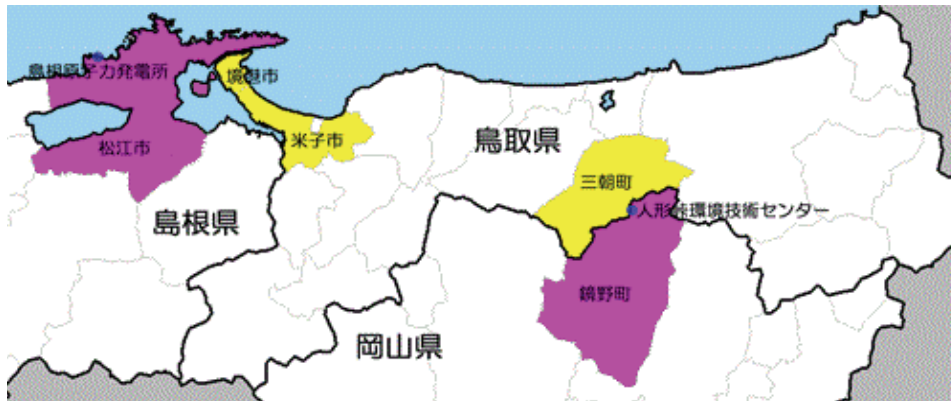 島根原子力発電所
境港市
米子市
松江市
鳥取県
三朝町
人形峠環境技術センター
島根県
鏡野町
岡山県